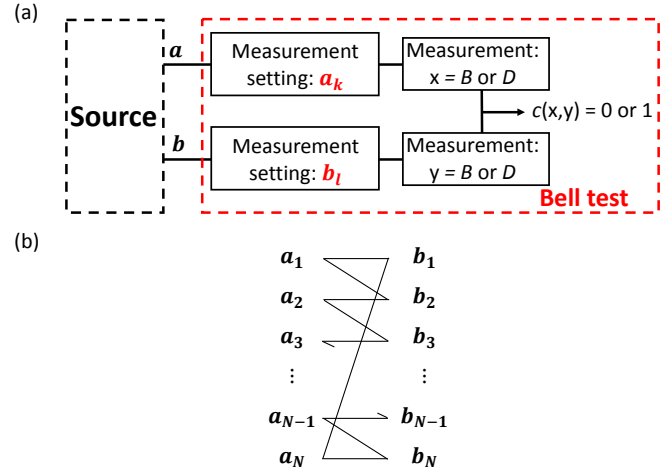 (a)
a
Measurement
setting: a_k
Measurement:
x = B or D
Source
c(x,y) = 0 or 1
b
Measurement
setting: b_l
Measurement:
y = B or D
Bell test
(b)
a_1 b_1
a_2 b_2
a_3 b_3
⋮ ⋮
a_{N−1} b_{N−1}
a_N b_N